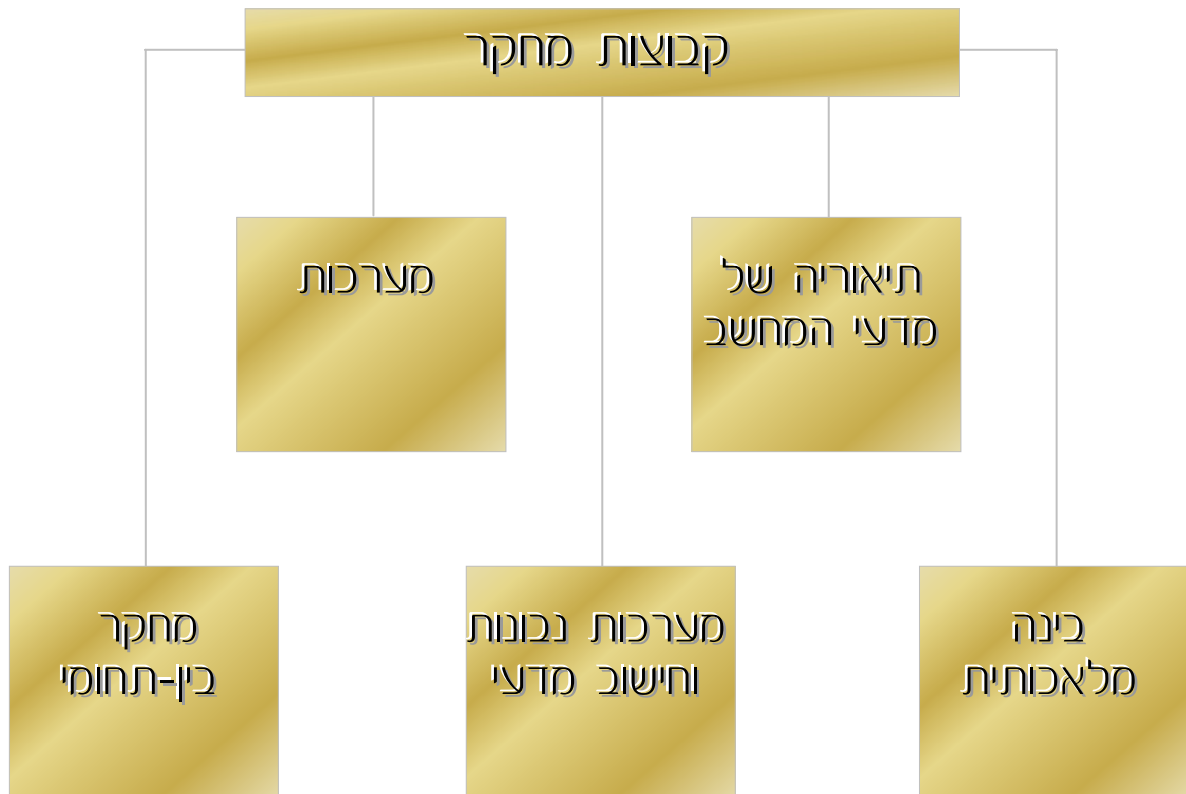 קבוצות מחקר
תיאוריה של
מדעי המחשב
מערכות
בינה
מלאכותית
מערכות נבונות
וחישוב מדעי
מחקר
בין-תחומי